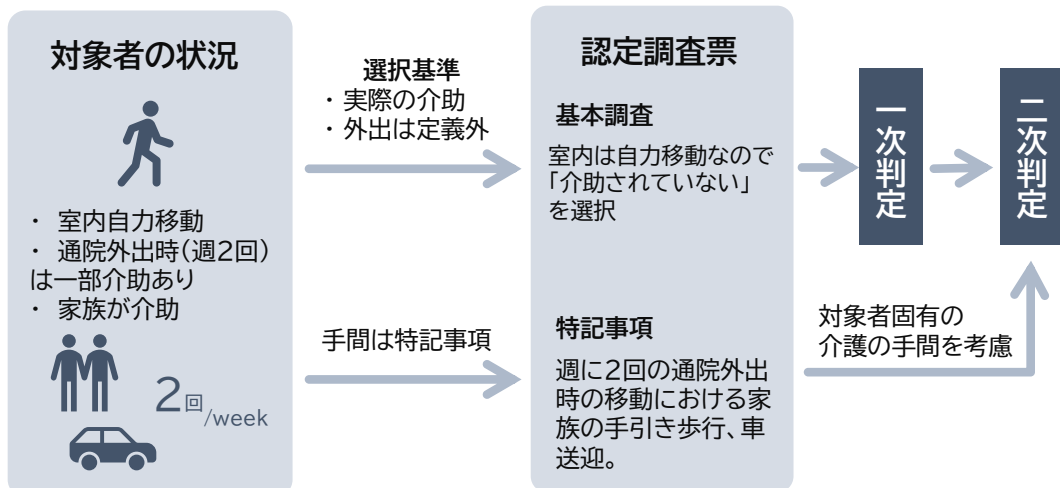 対象者の状況
・ 室内自力移動
・ 通院外出時(週2回)
は一部介助あり
・ 家族が介助
2回/week
選択基準
・ 実際の介助
・ 外出は定義外
手間は特記事項
認定調査票
基本調査
室内は自力移動なので
「介助されていない」
を選択
特記事項
週に2回の通院外出
時の移動における家
族の手引き歩行、車
送迎。
一次判定
二次判定
対象者固有の
介護の手間を考慮